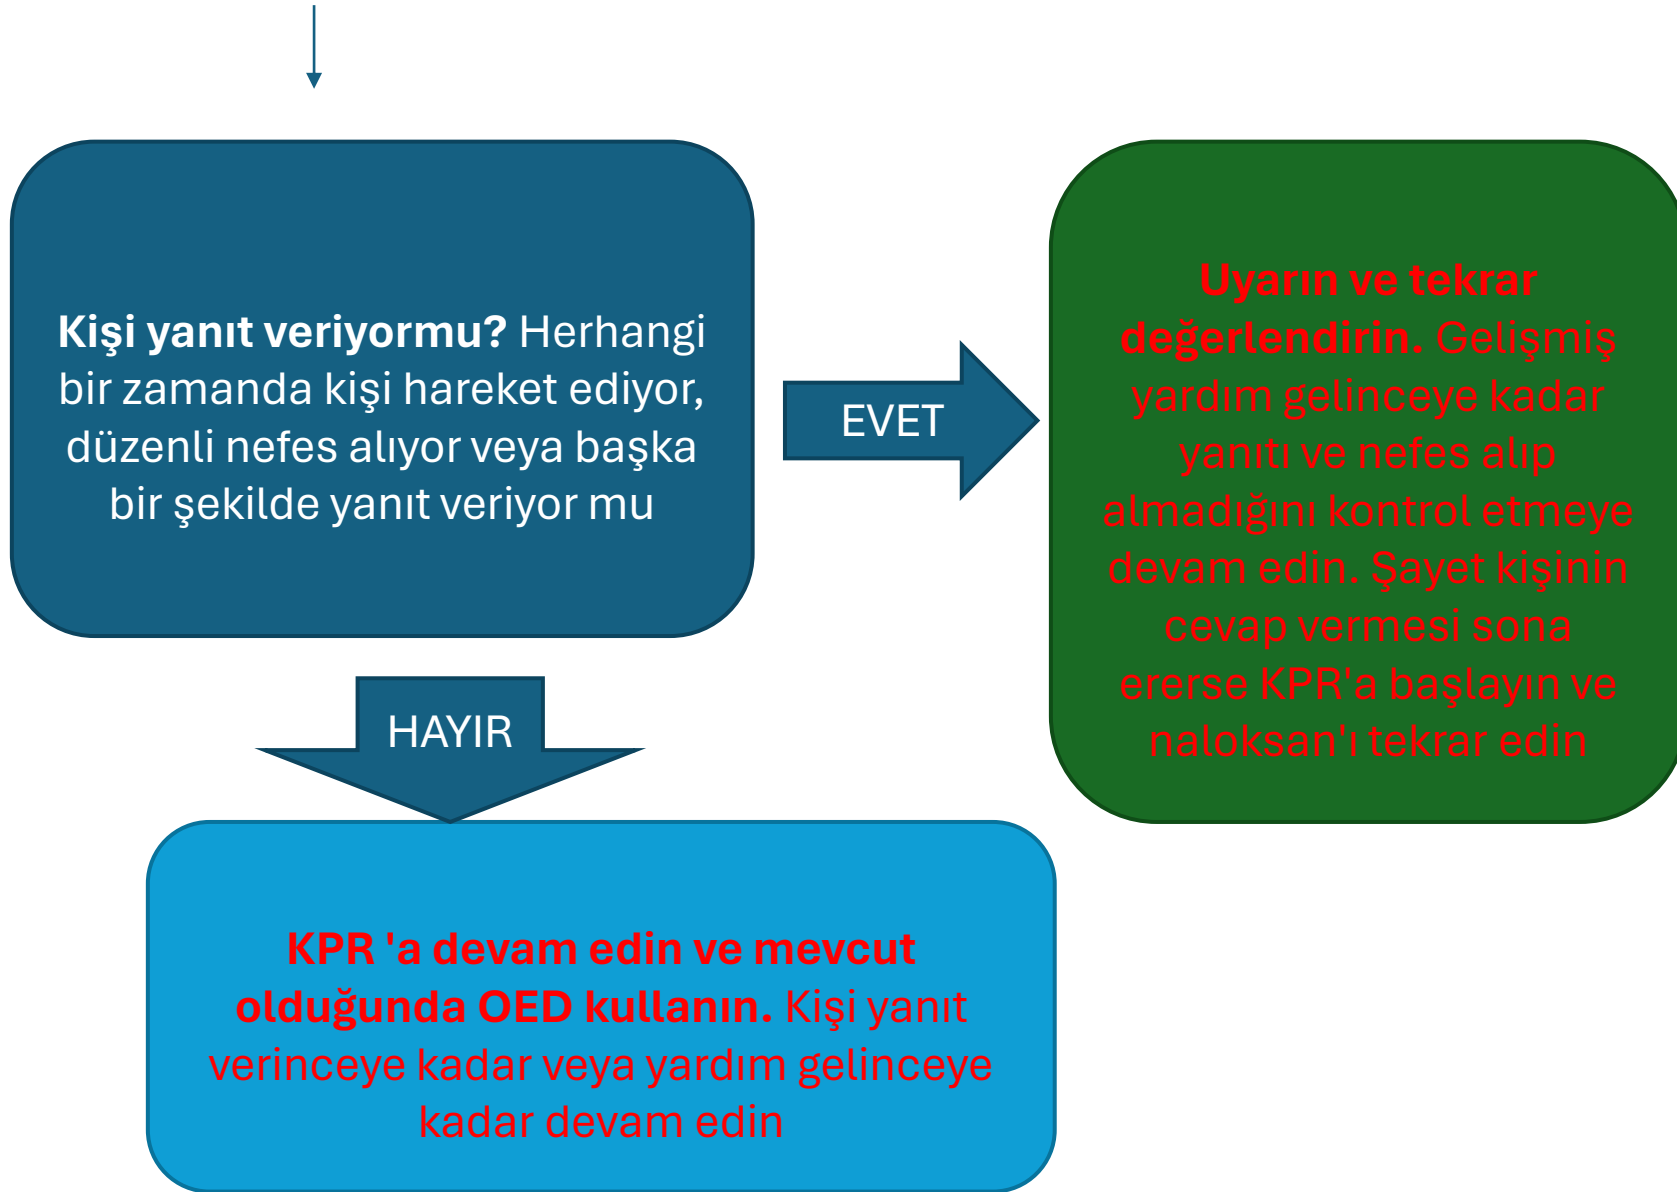 Kişi yanıt veriyormu? Herhangi
bir zamanda kişi hareket ediyor,
düzenli nefes alıyor veya başka
bir şekilde yanıt veriyor mu
EVET
Uyarın ve tekrar
değerlendirin. Gelişmiş
yardım gelinceye kadar
yanıtı ve nefes alıp
almadığını kontrol etmeye
devam edin. Şayet kişinin
cevap vermesi sona
ererse KPR'a başlayın ve
naloksan'ı tekrar edin
HAYIR
KPR 'a devam edin ve mevcut
olduğunda OED kullanın. Kişi yanıt
verinceye kadar veya yardım gelinceye
kadar devam edin